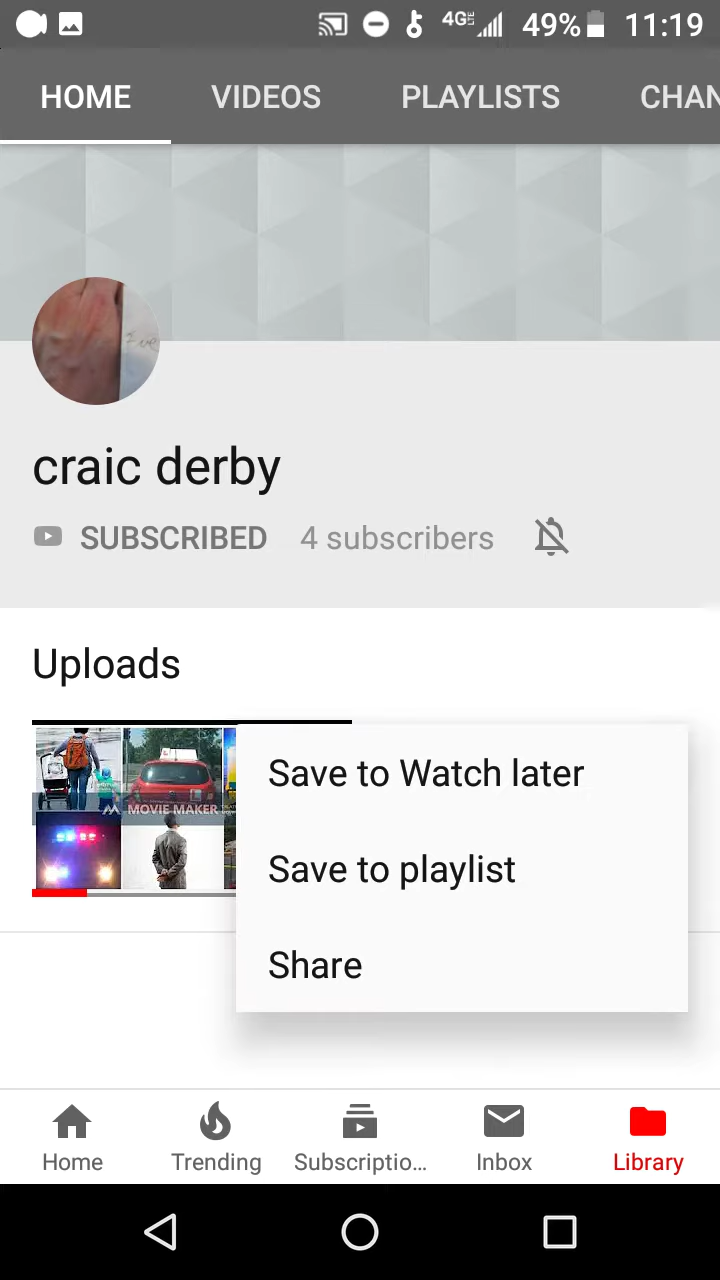 4G LTE 49% 11:19
HOME VIDEOS PLAYLISTS CHAN
craic derby
SUBSCRIBED 4 subscribers
Uploads
MOVIE MAKER
Save to Watch later
Save to playlist
Share
Home Trending Subscriptio... Inbox Library